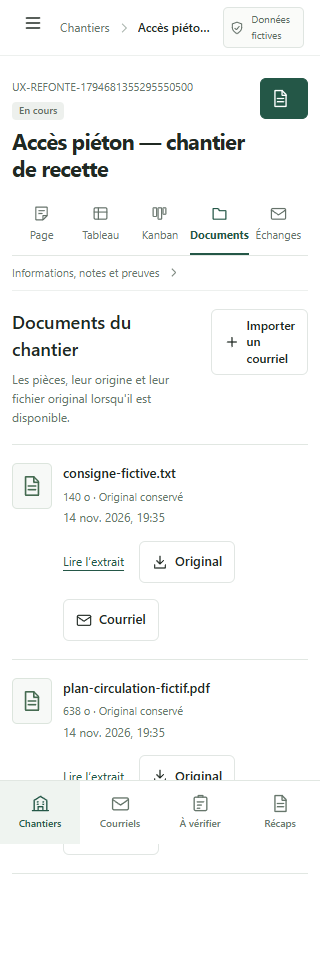 Chantiers
Accès piéto...
Données
fictives
UX-REFONTE-1794681355295550500
En cours
Accès piéton — chantier
de recette
Page
Tableau
Kanban
Documents
Échanges
Informations, notes et preuves
Documents du
chantier
Importer
un
courriel
Les pièces, leur origine et leur
fichier original lorsqu'il est
disponible.
consigne-fictive.txt
140 o · Original conservé
14 nov. 2026, 19:35
Lire l'extrait
Original
Courriel
plan-circulation-fictif.pdf
638 o · Original conservé
14 nov. 2026, 19:35
Lire l'extrait
Original
Chantiers
Courriels
À vérifier
Récaps